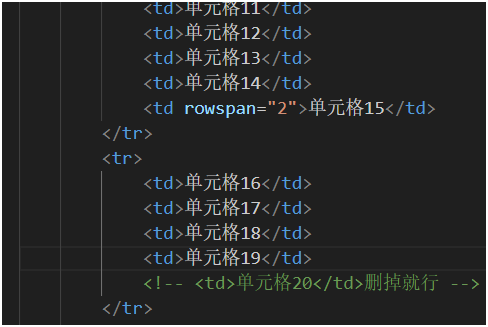 <td>单元格11</td>
<td>单元格12</td>
<td>单元格13</td>
<td>单元格14</td>
<td rowspan="2">单元格15</td>
</tr>
<tr>
<td>单元格16</td>
<td>单元格17</td>
<td>单元格18</td>
<td>单元格19</td>
<!-- <td>单元格20</td>删掉就行 -->
</tr>